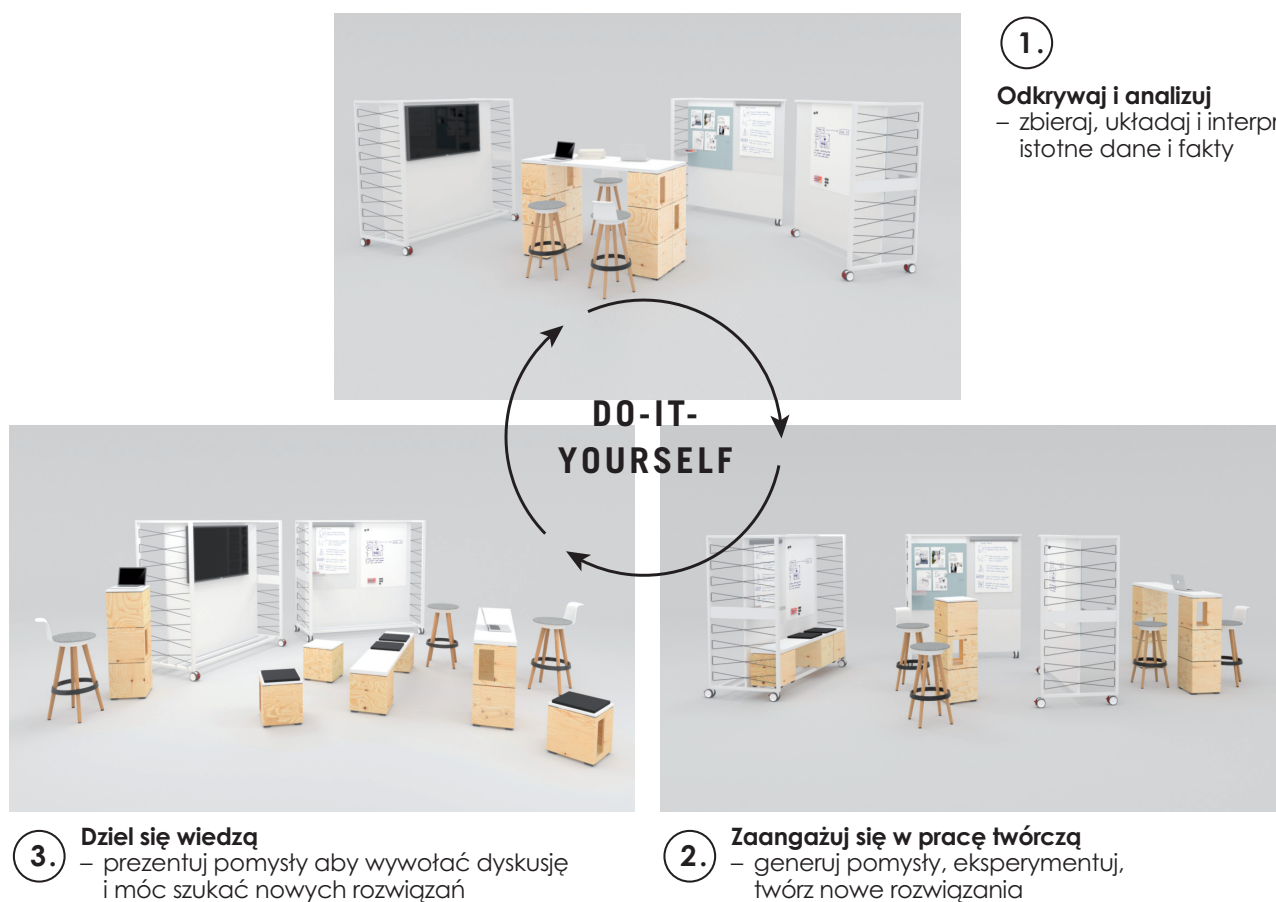 1.
Odkrywaj i analizuj
– zbieraj, układaj i
istotne dane i fakty
DO-IT-
YOURSELF
3.
Dziel się wiedzą
– prezentuj pomysły aby wywołać dyskusję
i móc szukać nowych rozwiązań
2.
Zaangażuj się w pracę twórczą
– generuj pomysły, eksperymentuj,
twórz nowe rozwiązania